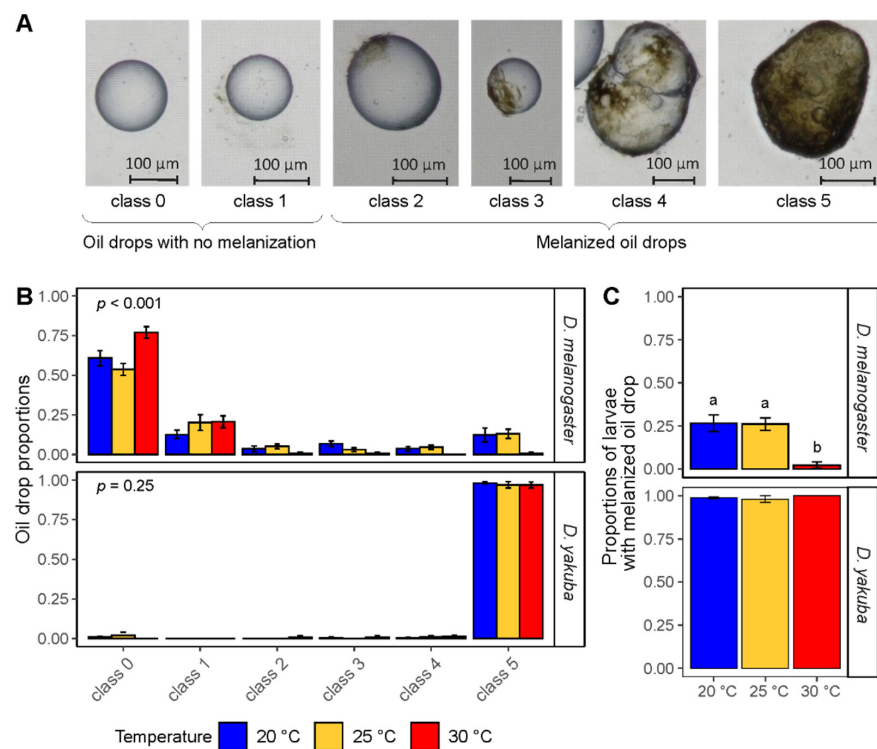 A
100 µm 100 µm 100 µm 100 µm 100 µm 100 µm
class 0 class 1 class 2 class 3 class 4 class 5
Oil drops with no melanization Melanized oil drops
B
Oil drop proportions
1.00
0.75
0.50
0.25
0.00
p < 0.001
D. melanogaster
1.00
0.75
0.50
0.25
0.00
p = 0.25
D. yakuba
class 0 class 1 class 2 class 3 class 4 class 5
Temperature 20 °C 25 °C 30 °C
C
Proportions of larvae
with melanized oil drop
1.00
0.75
0.50
0.25
0.00
a a b
D. melanogaster
1.00
0.75
0.50
0.25
0.00
D. yakuba
20 °C 25 °C 30 °C